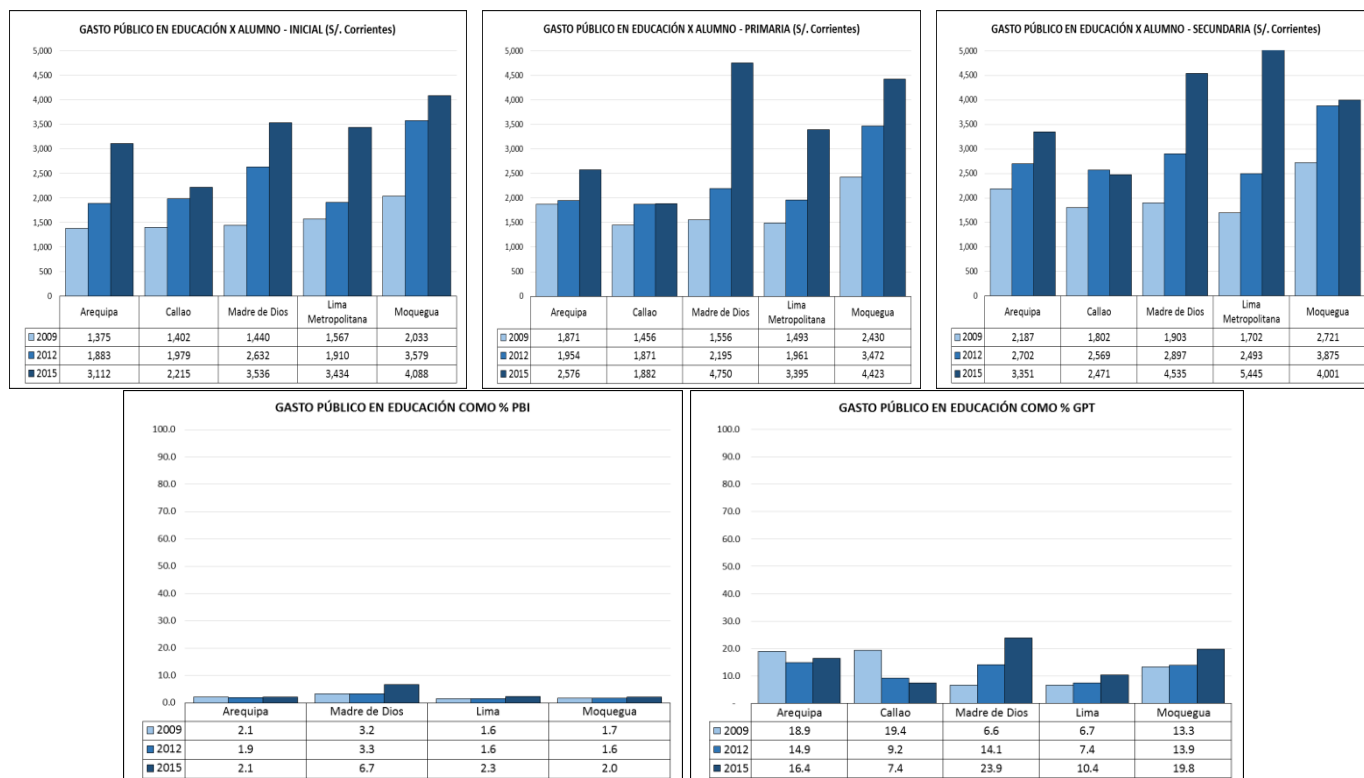 GASTO PÚBLICO EN EDUCACIÓN X ALUMNO - INICIAL (S/. Corrientes)
5,000
4,500
4,000
3,500
3,000
2,500
2,000
1,500
1,000
500
0
Arequipa Callao Madre de Dios Lima Metropolitana Moquegua
2009 1,375 1,402 1,440 1,567 2,033
2012 1,883 1,979 2,632 1,910 3,579
2015 3,112 2,215 3,536 3,434 4,088
GASTO PÚBLICO EN EDUCACIÓN X ALUMNO - PRIMARIA (S/. Corrientes)
5,000
4,500
4,000
3,500
3,000
2,500
2,000
1,500
1,000
500
0
Arequipa Callao Madre de Dios Lima Metropolitana Moquegua
2009 1,871 1,456 1,556 1,493 2,430
2012 1,954 1,871 2,195 1,961 3,472
2015 2,576 1,882 4,750 3,395 4,423
GASTO PÚBLICO EN EDUCACIÓN X ALUMNO - SECUNDARIA (S/. Corrientes)
5,000
4,500
4,000
3,500
3,000
2,500
2,000
1,500
1,000
500
0
Arequipa Callao Madre de Dios Lima Metropolitana Moquegua
2009 2,187 1,802 1,903 1,702 2,721
2012 2,702 2,569 2,897 2,493 3,875
2015 3,351 2,471 4,535 5,445 4,001
GASTO PÚBLICO EN EDUCACIÓN COMO % PBI
100.0
90.0
80.0
70.0
60.0
50.0
40.0
30.0
20.0
10.0
0.0
Arequipa Madre de Dios Lima Moquegua
2009 2.1 3.2 1.6 1.7
2012 1.9 3.3 1.6 1.6
2015 2.1 6.7 2.3 2.0
GASTO PÚBLICO EN EDUCACIÓN COMO % GPT
100.0
90.0
80.0
70.0
60.0
50.0
40.0
30.0
20.0
10.0
-
Arequipa Callao Madre de Dios Lima Moquegua
2009 18.9 19.4 6.6 6.7 13.3
2012 14.9 9.2 14.1 7.4 13.9
2015 16.4 7.4 23.9 10.4 19.8